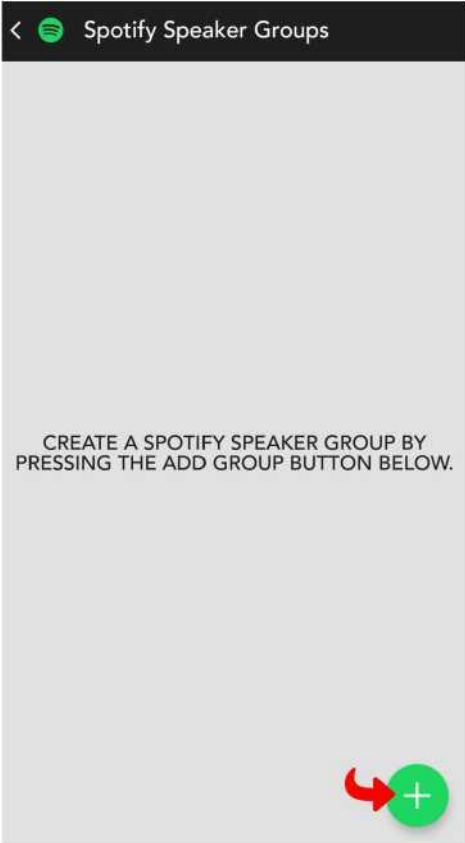 Spotify Speaker Groups
CREATE A SPOTIFY SPEAKER GROUP BY
PRESSING THE ADD GROUP BUTTON BELOW.